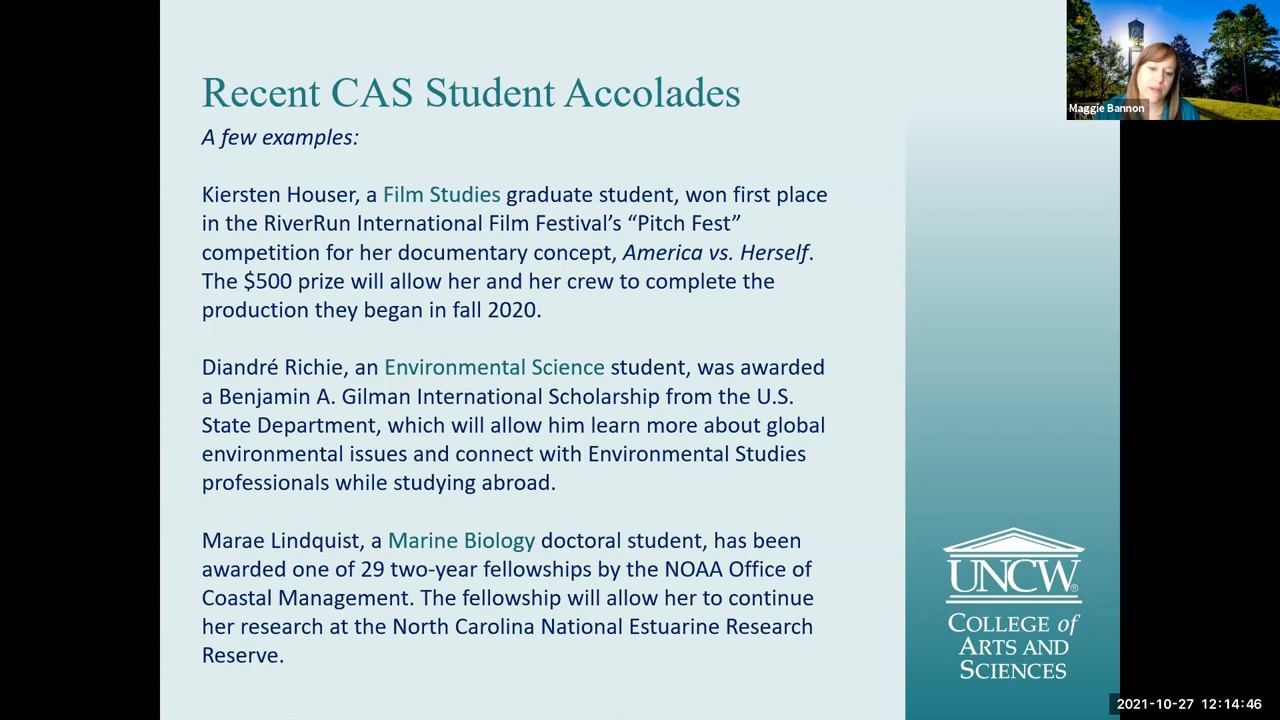 Recent CAS Student Accolades
A few examples:
Kiersten Houser, a Film Studies graduate student, won first place
in the RiverRun International Film Festival’s “Pitch Fest”
competition for her documentary concept, America vs. Herself.
The $500 prize will allow her and her crew to complete the
production they began in fall 2020.
Diandré Richie, an Environmental Science student, was awarded
a Benjamin A. Gilman International Scholarship from the U.S.
State Department, which will allow him learn more about global
environmental issues and connect with Environmental Studies
professionals while studying abroad.
Marae Lindquist, a Marine Biology doctoral student, has been
awarded one of 29 two-year fellowships by the NOAA Office of
Coastal Management. The fellowship will allow her to continue
her research at the North Carolina National Estuarine Research
Reserve.
Maggie Bannon
UNCW®
COLLEGE of
ARTS AND
SCIENCES
2021-10-27 12:14:46